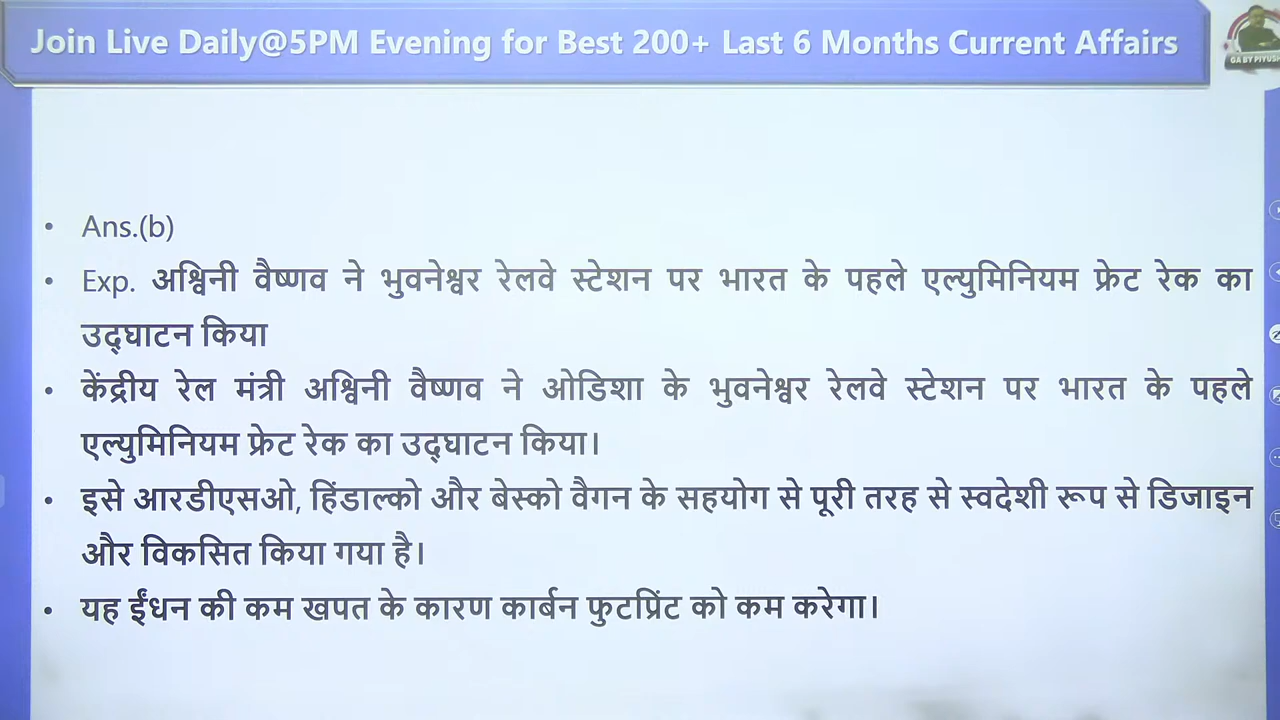 Join Live Daily@5PM Evening for Best 200+ Last 6 Months Current Affairs
GA BY PIYUSH
• Ans.(b)
• Exp. अश्विनी वैष्णव ने भुवनेश्वर रेलवे स्टेशन पर भारत के पहले एल्युमिनियम फ्रेट रेक का
उद्घाटन किया
• केंद्रीय रेल मंत्री अश्विनी वैष्णव ने ओडिशा के भुवनेश्वर रेलवे स्टेशन पर भारत के पहले
एल्युमिनियम फ्रेट रेक का उद्घाटन किया।
• इसे आरडीएसओ, हिंडाल्को और बेस्को वैगन के सहयोग से पूरी तरह से स्वदेशी रूप से डिजाइन
और विकसित किया गया है।
• यह ईंधन की कम खपत के कारण कार्बन फुटप्रिंट को कम करेगा।